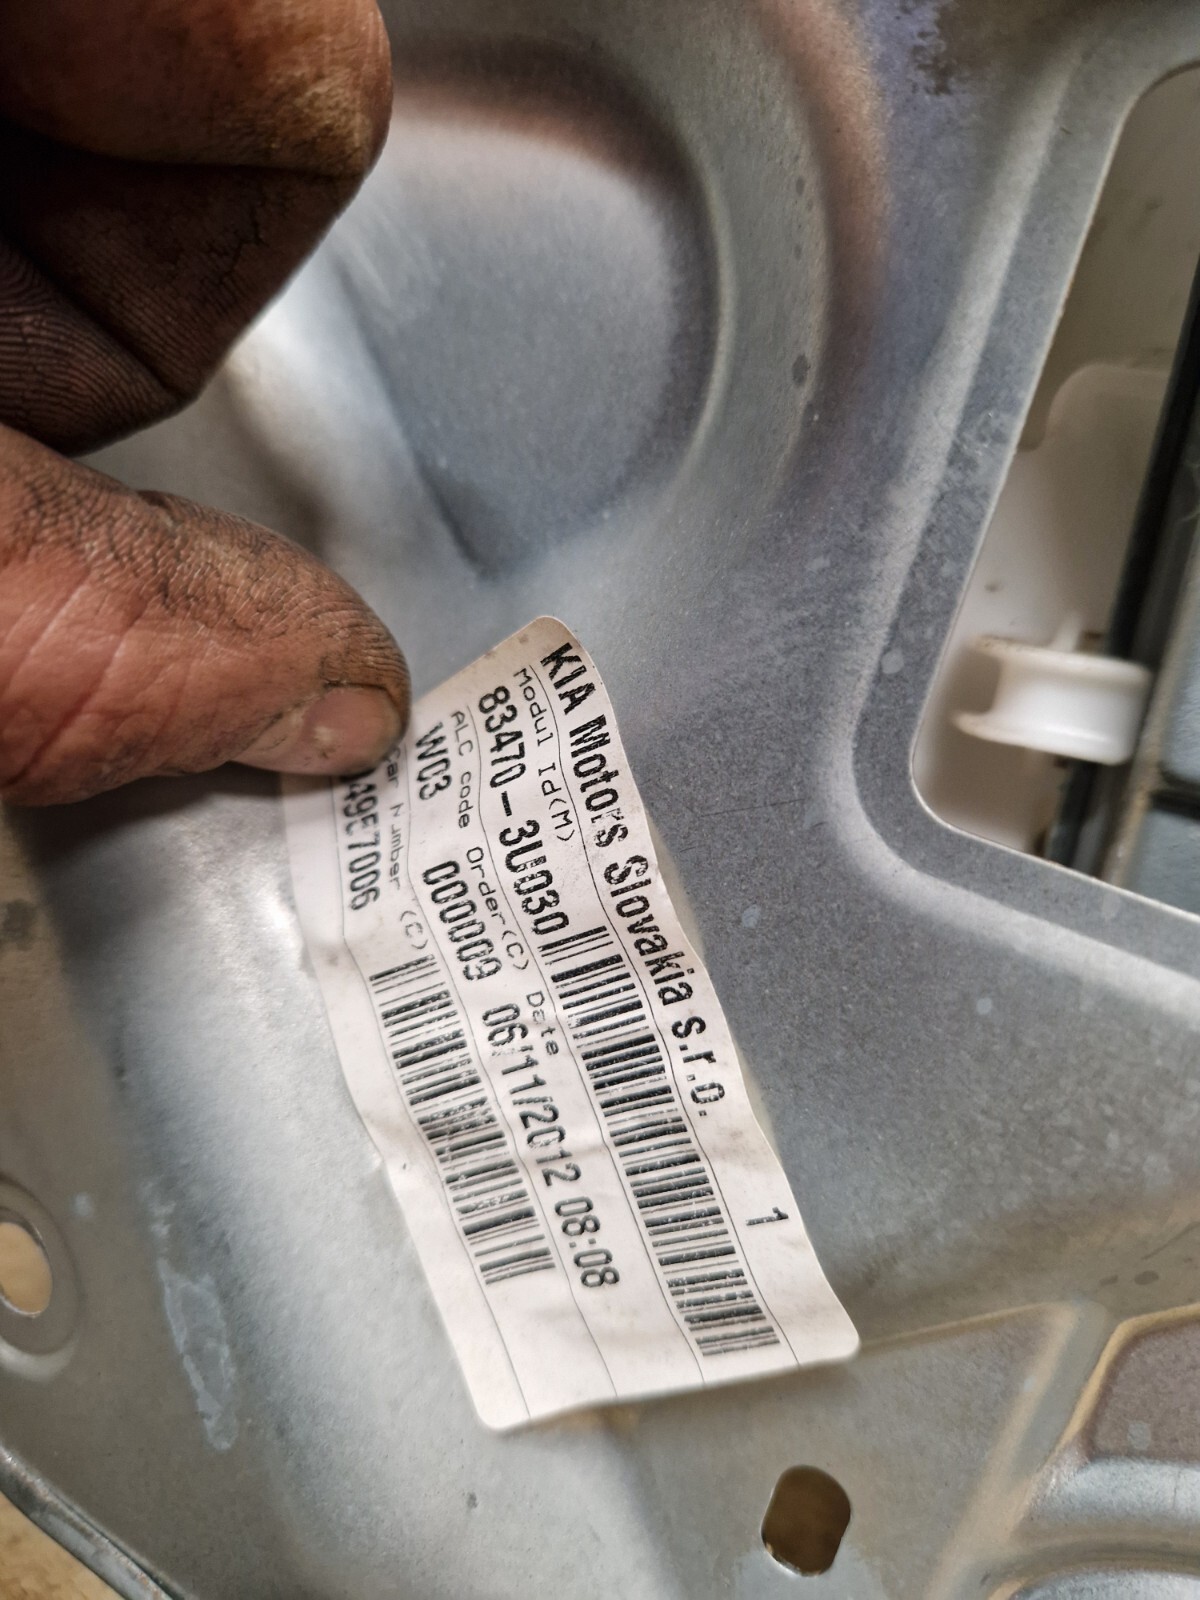 KIA Motors Slovakia s.r.o. 1
Modul Id(M)
83470-3U030
ALC code Order(C) Date
W03 000009 06/11/2012 08:08
Car Number (C)
49E7006